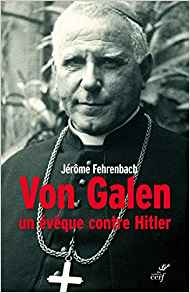 Jérôme Fehrenbach
Von Galen
un évêque contre Hitler
cerf